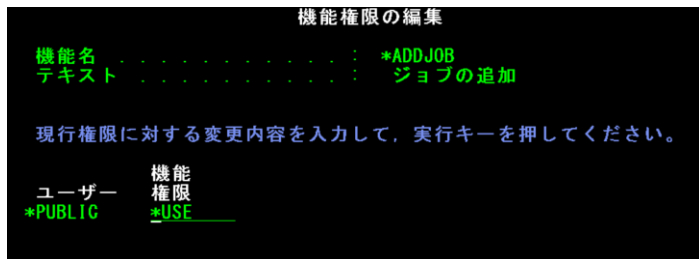 機能権限の編集
機能名 . . . . . . . . . . . : *ADDJOB
テキスト . . . . . . . . . . : ジョブの追加
現行権限に対する変更内容を入力して, 実行キーを押してください。
機能
ユーザー 権限
*PUBLIC *USE